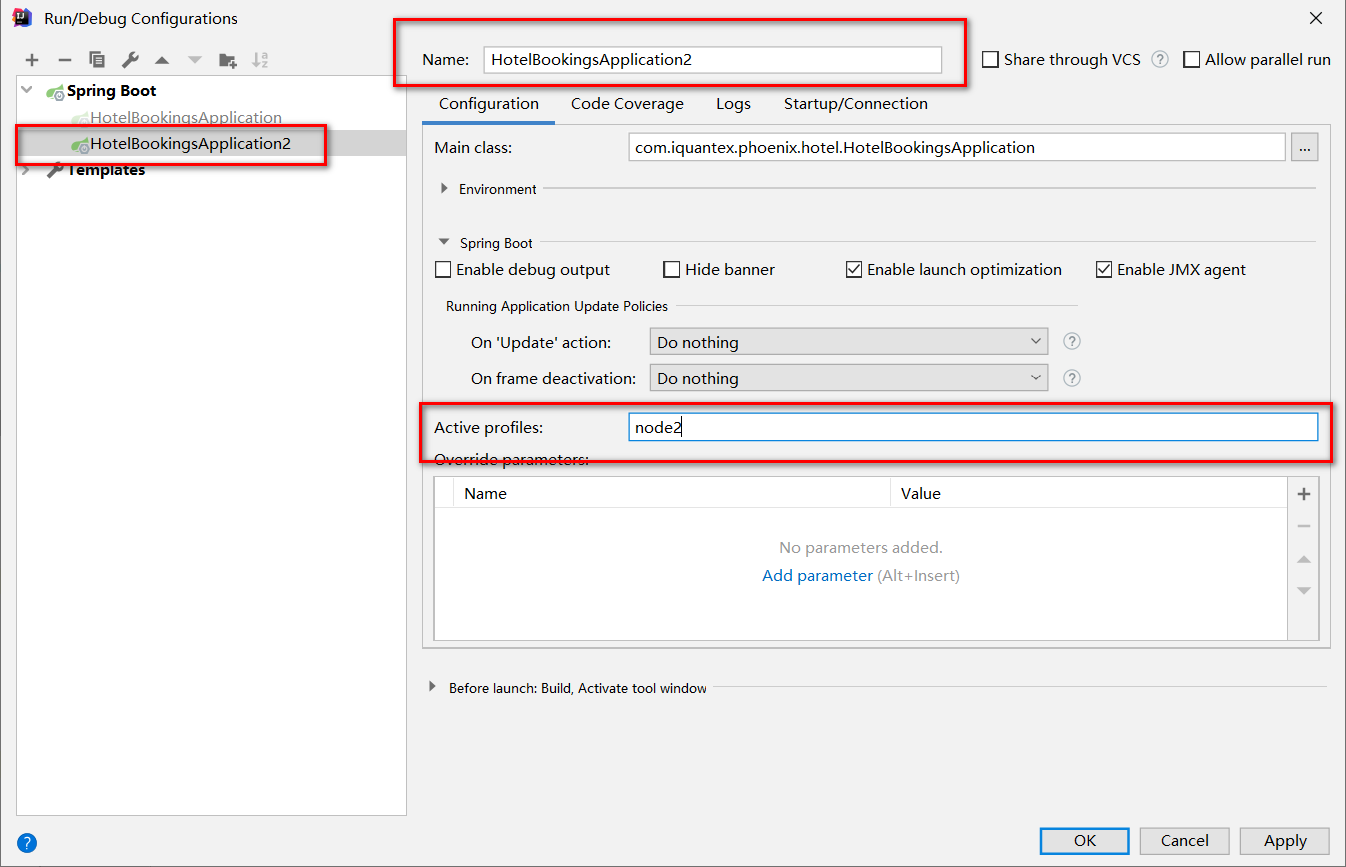 Run/Debug Configurations
Name: HotelBookingsApplication2 Share through VCS ? Allow parallel run
Spring Boot
HotelBookingsApplication
HotelBookingsApplication2
Templates
Configuration Code Coverage Logs Startup/Connection
Main class: com.iquantex.phoenix.hotel.HotelBookingsApplication ...
Environment
Spring Boot
Enable debug output Hide banner Enable launch optimization Enable JMX agent
Running Application Update Policies
On 'Update' action: Do nothing ?
On frame deactivation: Do nothing ?
Active profiles: node2
Override parameters:
Name Value
No parameters added.
Add parameter (Alt+Insert)
Before launch: Build, Activate tool window
? OK Cancel Apply